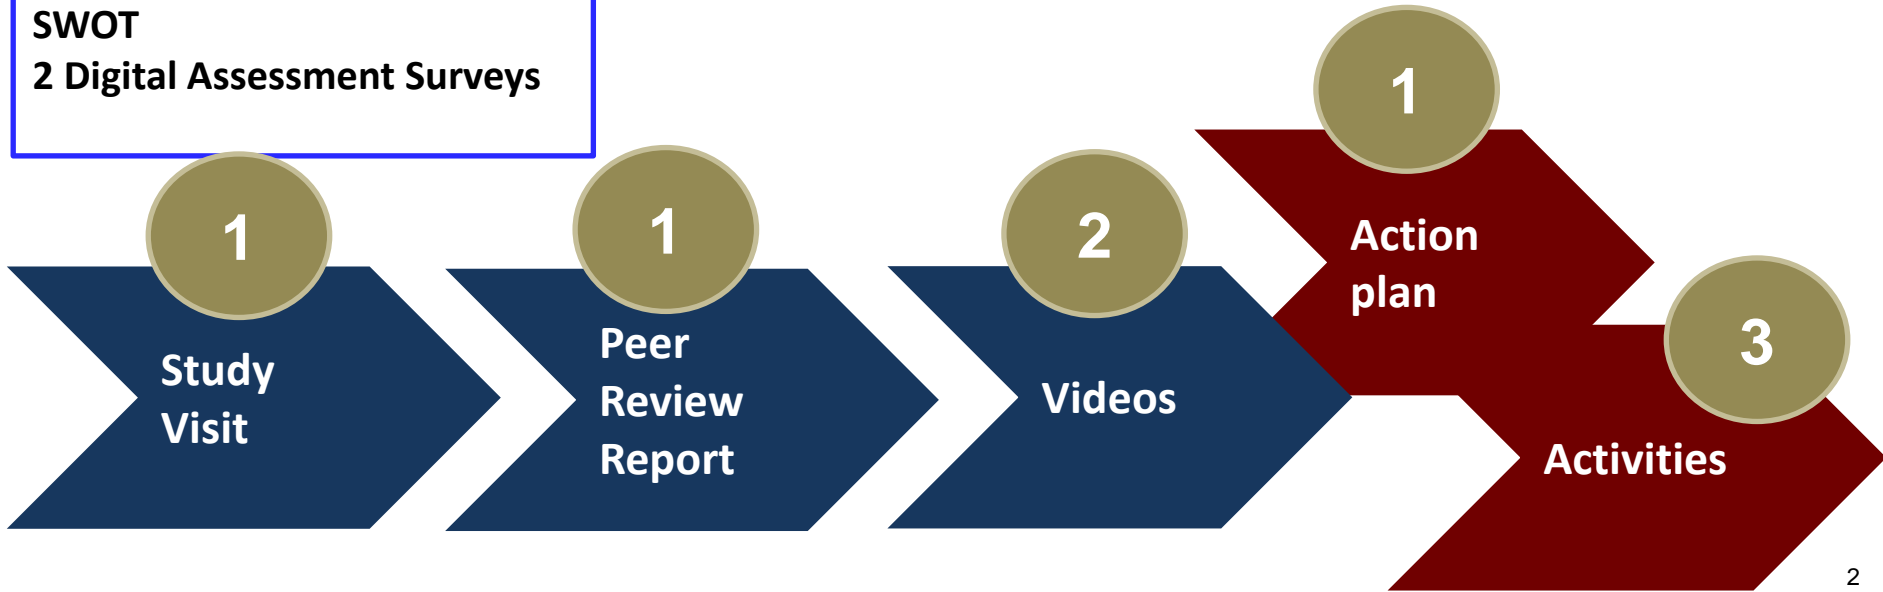 SWOT
2 Digital Assessment Surveys
1
Study
Visit
1
Peer
Review
Report
2
Videos
1
Action
plan
3
Activities
2